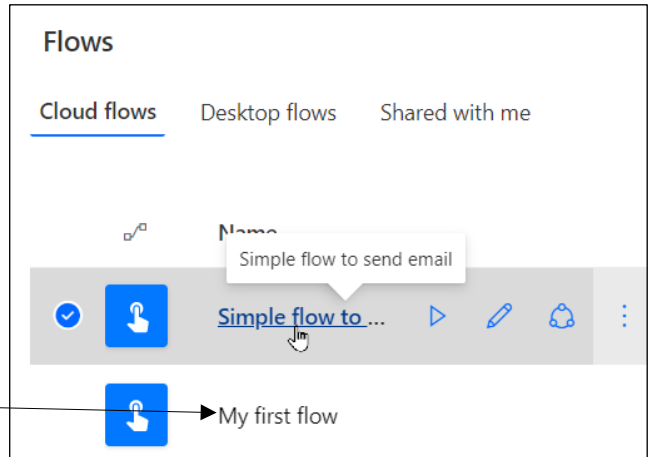 Flows
Cloud flows Desktop flows Shared with me
Name
Simple flow to send email
Simple flow to ...
My first flow